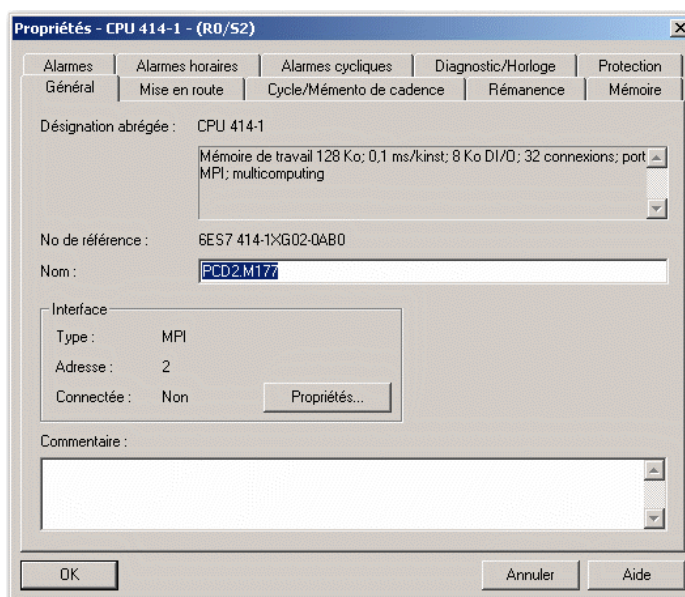 Propriétés - CPU 414-1 - (R0/S2)
Alarmes Alarmes horaires Alarmes cycliques Diagnostic/Horloge Protection
Général Mise en route Cycle/Mémento de cadence Rémanence Mémoire
Désignation abrégée : CPU 414-1
Mémoire de travail 128 Ko; 0,1 ms/kinst; 8 Ko DI/O; 32 connexions; port
MPI; multicomputing
No de référence : 6ES7 414-1XG02-0AB0
Nom : PCD2.M177
Interface
Type : MPI
Adresse : 2
Connectée : Non Propriétés...
Commentaire :
OK Annuler Aide